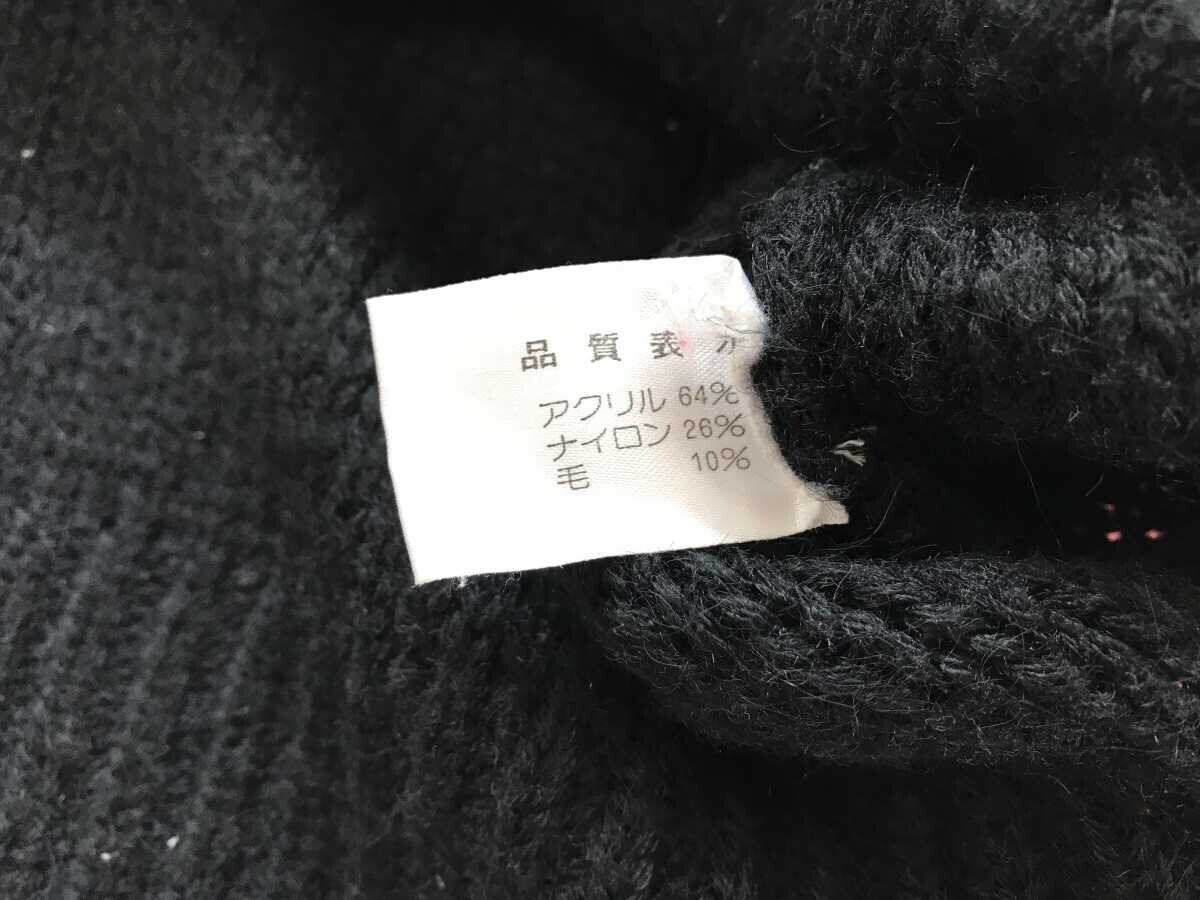 品質表示
アクリル 64%
ナイロン 26%
毛 10%